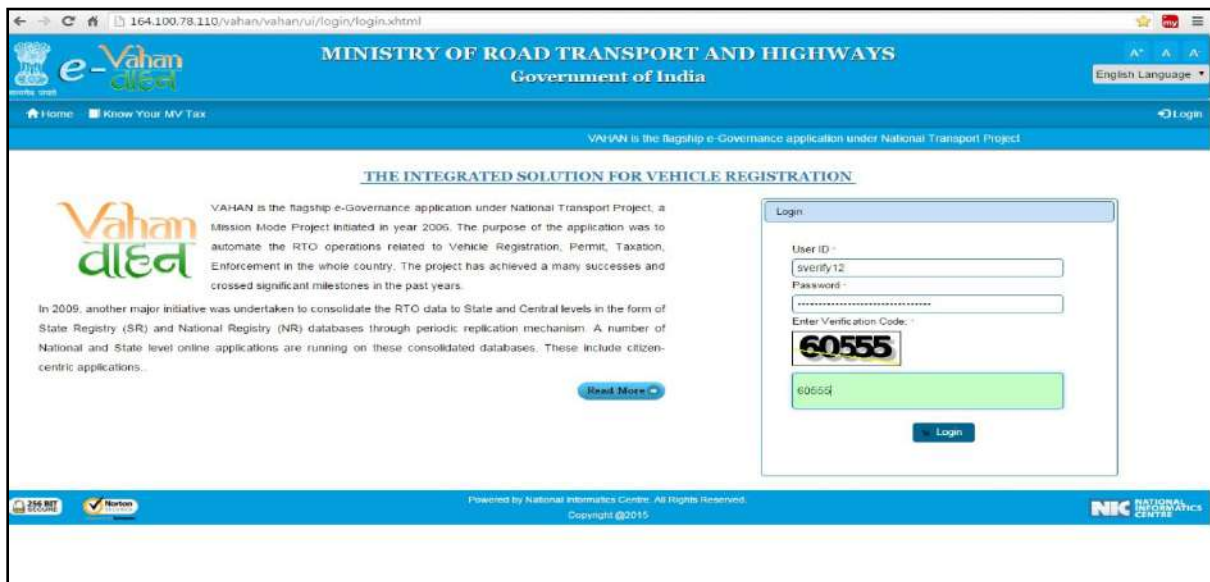 164.100.78.110/vahan/vahan/ui/login/login.xhtml
my
e-Vahan
वाहन
MINISTRY OF ROAD TRANSPORT AND HIGHWAYS
Government of India
A+ A A-
English Language
Home Know Your MV Tax
Login
VAHAN is the flagship e-Governance application under National Transport Project
THE INTEGRATED SOLUTION FOR VEHICLE REGISTRATION
Vahan
वाहन
VAHAN is the flagship e-Governance application under National Transport Project, a
Mission Mode Project initiated in year 2006. The purpose of the application was to
automate the RTO operations related to Vehicle Registration, Permit, Taxation,
Enforcement in the whole country. The project has achieved a many successes and
crossed significant milestones in the past years.
In 2009, another major initiative was undertaken to consolidate the RTO data to State and Central levels in the form of
State Registry (SR) and National Registry (NR) databases through periodic replication mechanism. A number of
National and State level online applications are running on these consolidated databases. These include citizen-
centric applications..
Read More
Login
User ID
sverify12
Password
Enter Verification Code:
60555
60555
Login
256 BIT
SECURE
Norton
Powered by National Informatics Centre. All Rights Reserved.
Copyright @2015
NIC NATIONAL
INFORMATICS
CENTRE